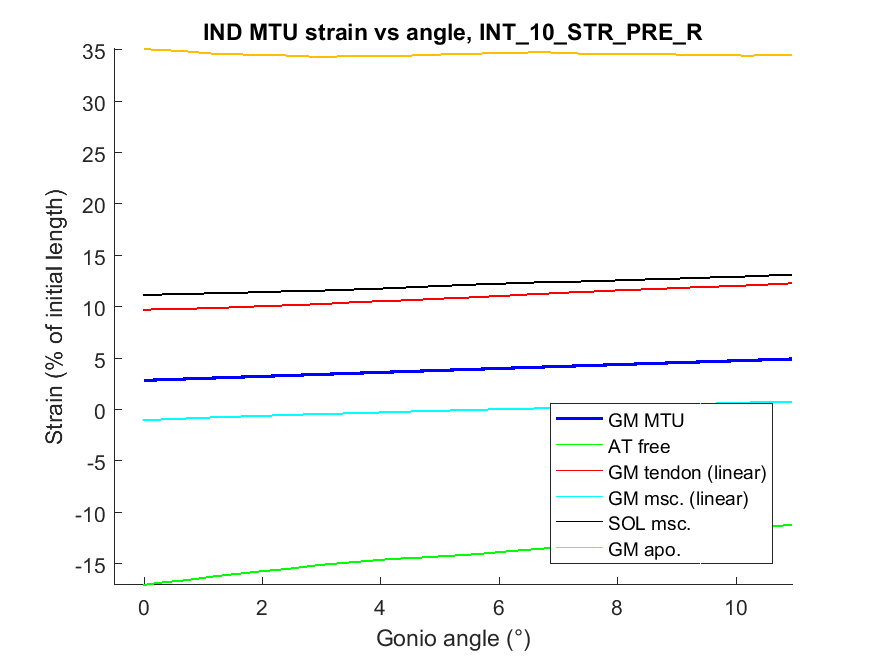 IND MTU strain vs angle, INT_10_STR_PRE_R
35
30
25
20
15
10
5
0
-5
-10
-15
Strain (% of initial length)
GM MTU
AT free
GM tendon (linear)
GM msc. (linear)
SOL msc.
GM apo.
0 2 4 6 8 10
Gonio angle (°)